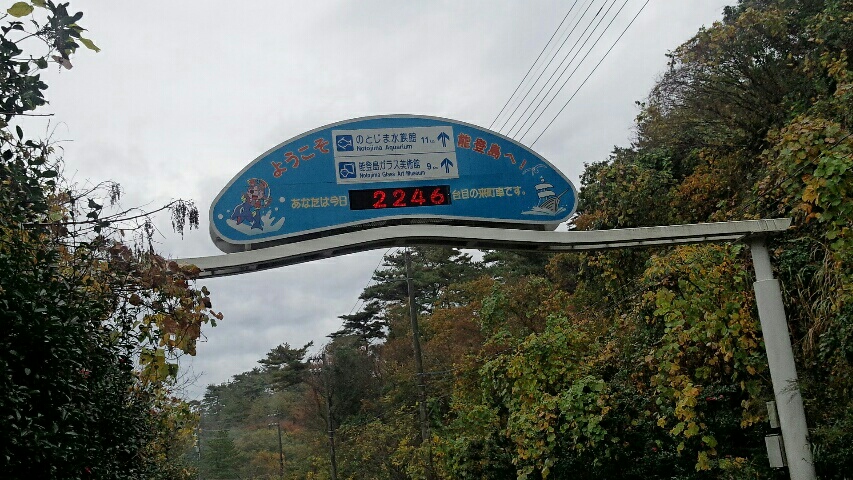 ようこそ 能登島へ!
のとじま水族館 11km
Notojima Aquarium
能登島ガラス美術館 9km
Notojima Glass Art Museum
あなたは今日 2246 台目の来町車です。